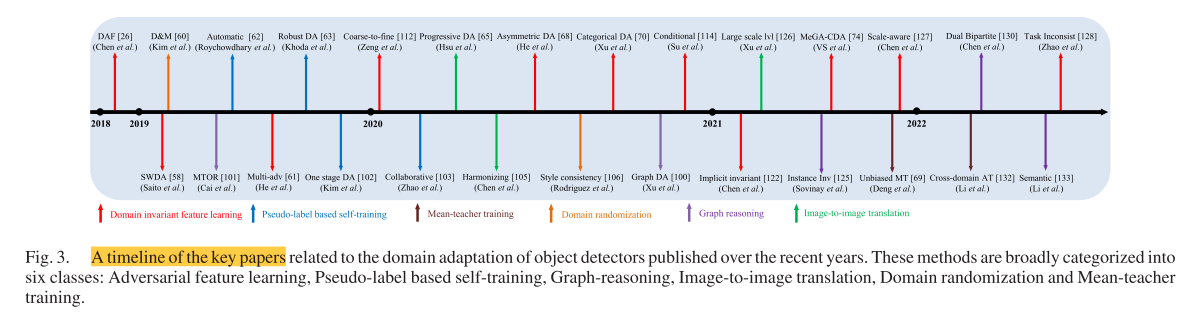 DAF [26] D&M [60] Automatic [62] Robust DA [63] Coarse-to-fine [112] Progressive DA [65] Asymmetric DA [68] Categorical DA [70] Conditional [114] Large scale lvl [126] MeGA-CDA [74] Scale-aware [127] Dual Bipartite [130] Task Inconsist [128]
(Chen et al.) (Kim et al.) (Roychowdhary et al.) (Khoda et al.) (Zeng et al.) (Hsu et al.) (He et al.) (Xu et al.) (Su et al.) (Xu et al.) (VS et al.) (Chen et al.) (Chen et al.) (Zhao et al.)
2018 2019 2020 2021 2022
SWDA [58] MTOR [101] Multi-adv [61] One stage DA [102] Collaborative [103] Harmonizing [105] Style consistency [106] Graph DA [100] Implicit invariant [122] Instance Inv [125] Unbiased MT [69] Cross-domain AT [132] Semantic [133]
(Saito et al.) (Cai et al.) (He et al.) (Kim et al.) (Zhao et al.) (Chen et al.) (Rodriguez et al.) (Xu et al.) (Chen et al.) (Sovinay et al.) (Deng et al.) (Li et al.) (Li et al.)
Domain invariant feature learning Pseudo-label based self-training Mean-teacher training Domain randomization Graph reasoning Image-to-image translation
Fig. 3. A timeline of the key papers related to the domain adaptation of object detectors published over the recent years. These methods are broadly categorized into
six classes: Adversarial feature learning, Pseudo-label based self-training, Graph-reasoning, Image-to-image translation, Domain randomization and Mean-teacher
training.